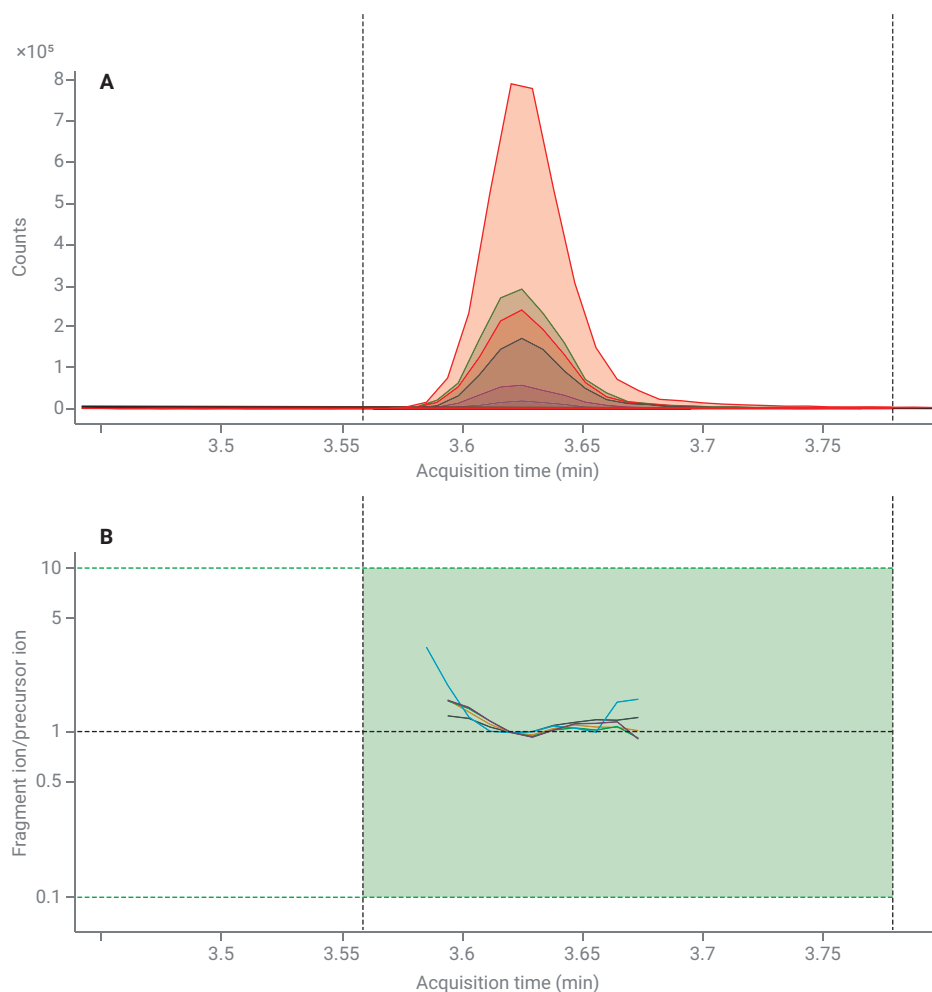 ×10⁵
A
8
7
6
5
4
3
2
1
0
Counts
3.5 3.55 3.6 3.65 3.7 3.75
Acquisition time (min)
B
10
5
1
0.5
0.1
Fragment ion/precursor ion
3.5 3.55 3.6 3.65 3.7 3.75
Acquisition time (min)